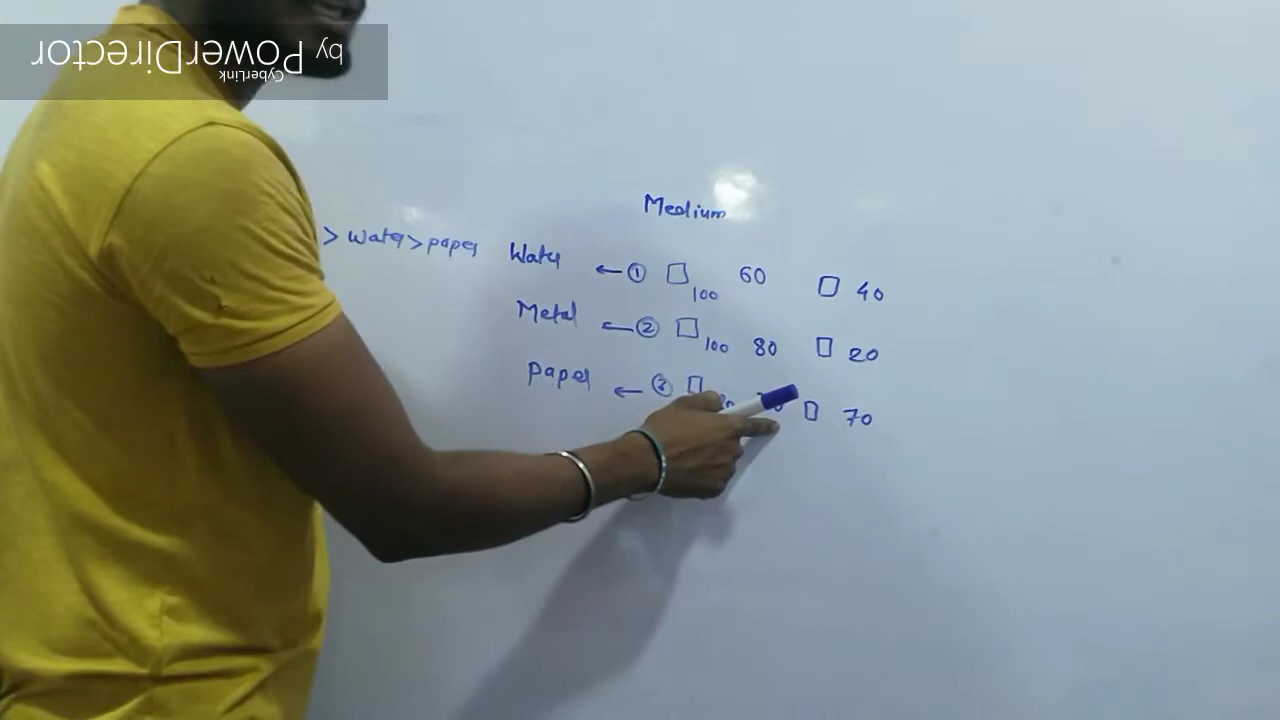 by PowerDirector
CyberLink
Medium
> Water > paper Water ← ① □ 100 60 □ 40
Metal ← ② □ 100 80 □ 20
paper ← ③ □ □ 70